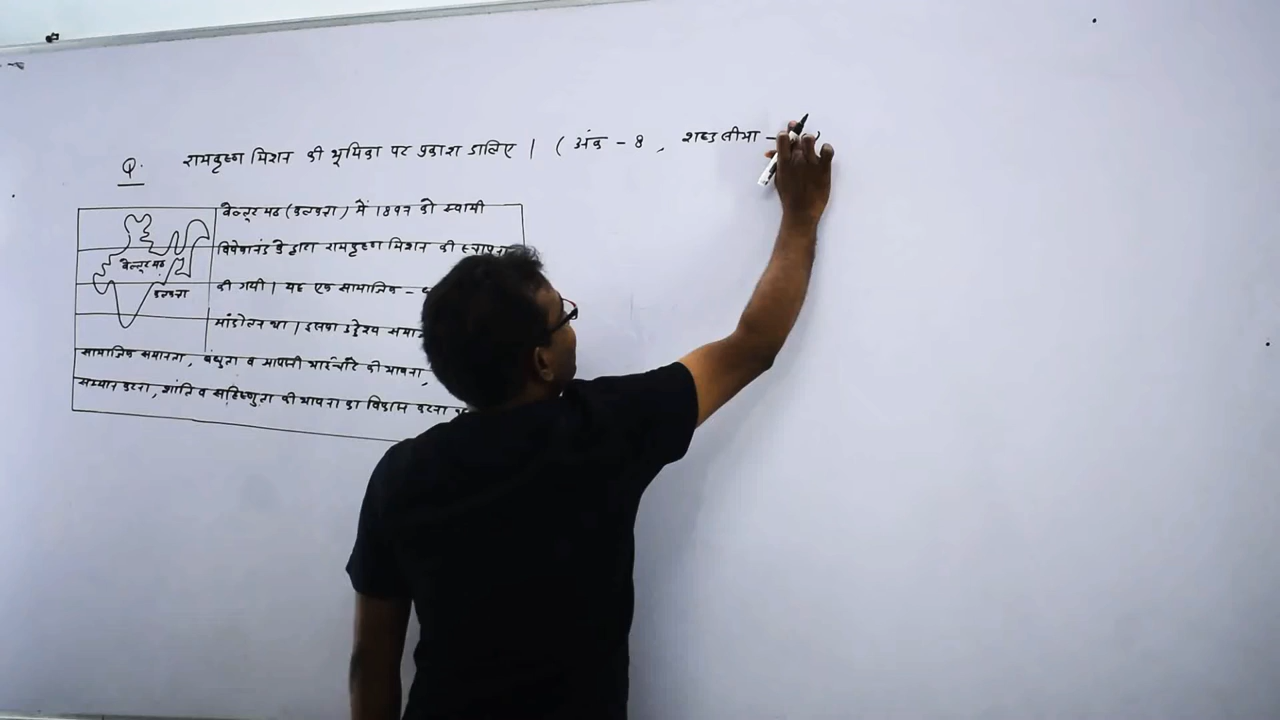 Q. रामकृष्ण मिशन की भूमिका पर प्रकाश डालिए | ( अंक - 8 , शब्द सीमा - )
बेल्लूर मठ (कलकत्ता) में 1897 को स्वामी
विवेकानंद के द्वारा रामकृष्ण मिशन की स्थापना
की गयी | यह एक सामाजिक -
आंदोलन था | इसका उद्देश्य
सामाजिक समानता, बंधुता व आपसी भाईचारे की भावना,
सम्मान करना, शांति व सहिष्णुता की भावना का विकास करना
बेल्लूर मठ
कलकत्ता